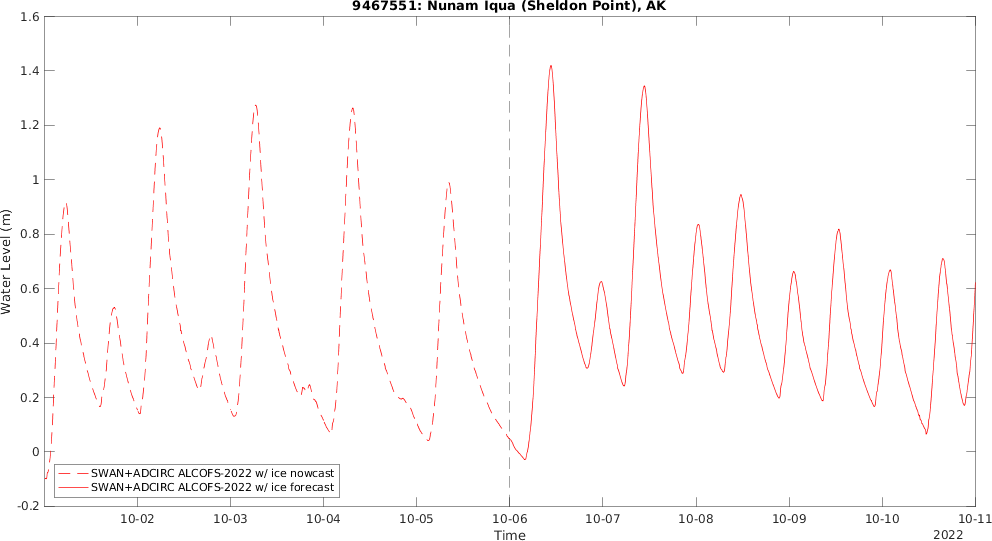 9467551: Nunam Iqua (Sheldon Point), AK
1.6
1.4
1.2
1
0.8
0.6
0.4
0.2
0
-0.2
Water Level (m)
SWAN+ADCIRC ALCOFS-2022 w/ ice nowcast
SWAN+ADCIRC ALCOFS-2022 w/ ice forecast
10-02 10-03 10-04 10-05 10-06 10-07 10-08 10-09 10-10 10-11
Time
2022